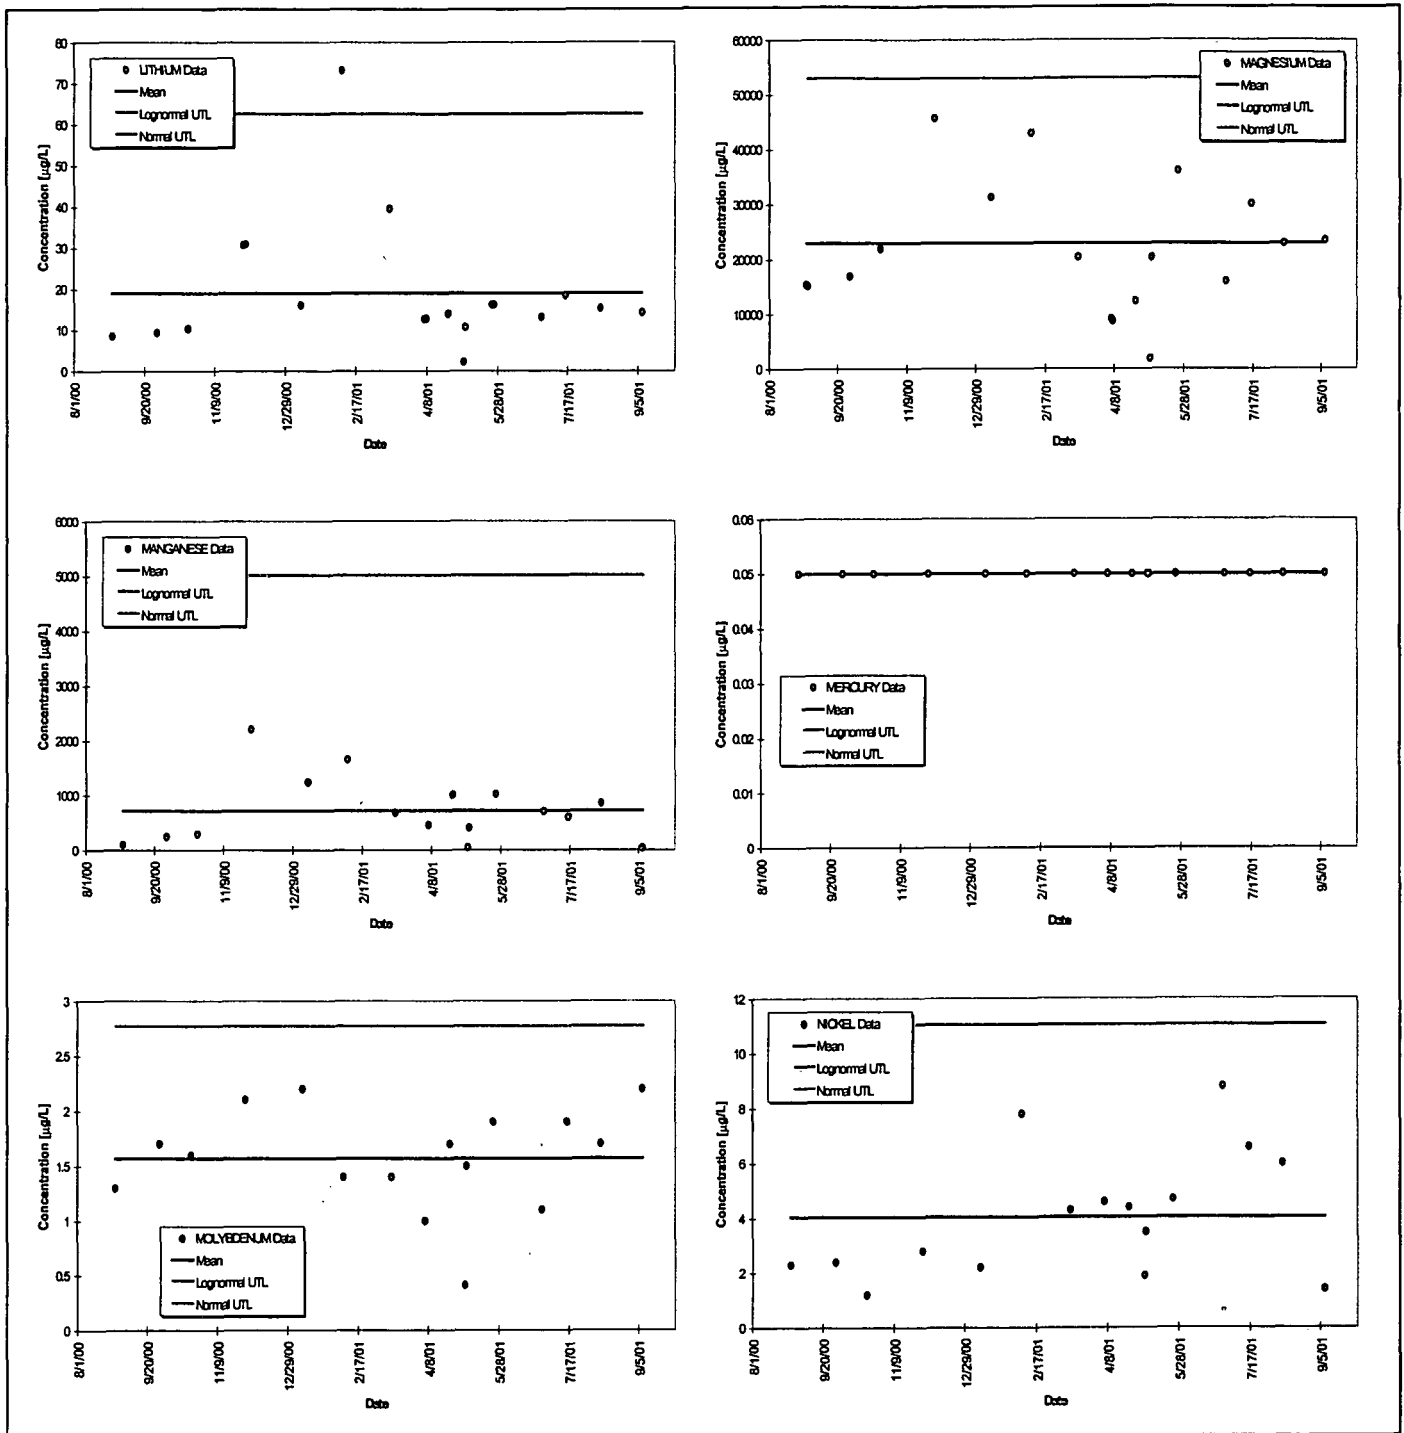 80
70
60
50
40
30
20
10
0
Concentration [µg/L]
LITHIUM Data
Mean
Lognormal UTL
Normal UTL
8/1/00
9/20/00
11/9/00
12/29/00
2/17/01
4/8/01
5/28/01
7/17/01
9/5/01
Date
60000
50000
40000
30000
20000
10000
0
Concentration [µg/L]
MAGNESIUM Data
Mean
Lognormal UTL
Normal UTL
8/1/00
9/20/00
11/9/00
12/29/00
2/17/01
4/8/01
5/28/01
7/17/01
9/5/01
Date
6000
5000
4000
3000
2000
1000
0
Concentration [µg/L]
MANGANESE Data
Mean
Lognormal UTL
Normal UTL
8/1/00
9/20/00
11/9/00
12/29/00
2/17/01
4/8/01
5/28/01
7/17/01
9/5/01
Date
0.06
0.05
0.04
0.03
0.02
0.01
0
Concentration [µg/L]
MERCURY Data
Mean
Lognormal UTL
Normal UTL
8/1/00
9/20/00
11/9/00
12/29/00
2/17/01
4/8/01
5/28/01
7/17/01
9/5/01
Date
3
2.5
2
1.5
1
0.5
0
Concentration [µg/L]
MOLYBDENUM Data
Mean
Lognormal UTL
Normal UTL
8/1/00
9/20/00
11/9/00
12/29/00
2/17/01
4/8/01
5/28/01
7/17/01
9/5/01
Date
12
10
8
6
4
2
0
Concentration [µg/L]
NICKEL Data
Mean
Lognormal UTL
Normal UTL
8/1/00
9/20/00
11/9/00
12/29/00
2/17/01
4/8/01
5/28/01
7/17/01
9/5/01
Date